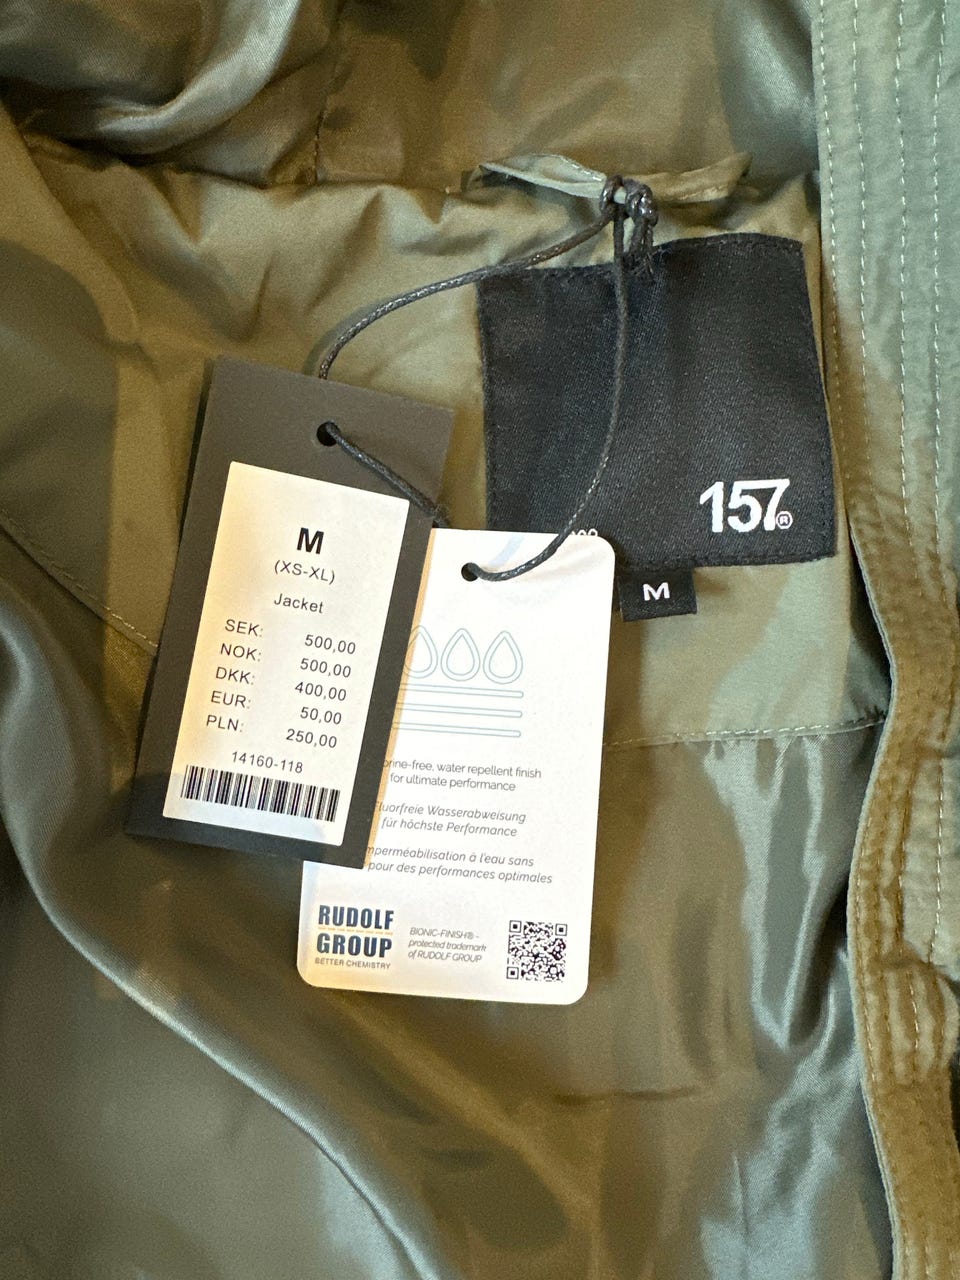 157®
M
M
(XS-XL)
Jacket
SEK: 500,00
NOK: 500,00
DKK: 400,00
EUR: 50,00
PLN: 250,00
14160-118
water repellent finish
for ultimate performance
Wasserabweisung
für höchste Performance
à l'eau sans
pour des performances optimales
RUDOLF
GROUP
BETTER CHEMISTRY
BIONIC-FINISH® –
protected trademark
of RUDOLF GROUP